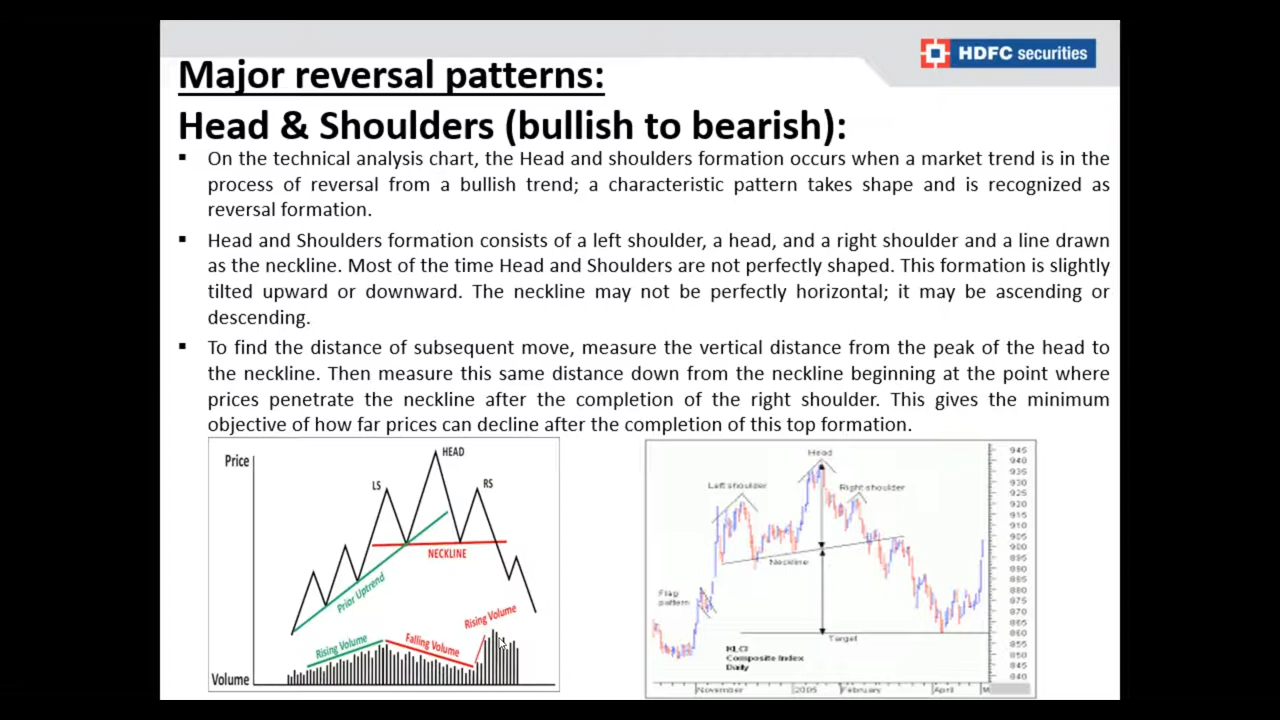 HDFC securities
Major reversal patterns:
Head & Shoulders (bullish to bearish):
▪ On the technical analysis chart, the Head and shoulders formation occurs when a market trend is in the
process of reversal from a bullish trend; a characteristic pattern takes shape and is recognized as
reversal formation.
▪ Head and Shoulders formation consists of a left shoulder, a head, and a right shoulder and a line drawn
as the neckline. Most of the time Head and Shoulders are not perfectly shaped. This formation is slightly
tilted upward or downward. The neckline may not be perfectly horizontal; it may be ascending or
descending.
▪ To find the distance of subsequent move, measure the vertical distance from the peak of the head to
the neckline. Then measure this same distance down from the neckline beginning at the point where
prices penetrate the neckline after the completion of the right shoulder. This gives the minimum
objective of how far prices can decline after the completion of this top formation.
Price
HEAD
LS
RS
NECKLINE
Prior Uptrend
Rising Volume
Falling Volume
Rising Volume
Volume
Head
Left shoulder
Right shoulder
Neckline
Flag
pattern
Target
KLCI
Composite Index
Daily
945
940
935
930
925
920
915
910
905
900
895
890
885
880
875
870
865
860
855
850
845
840
November
2005
February
April